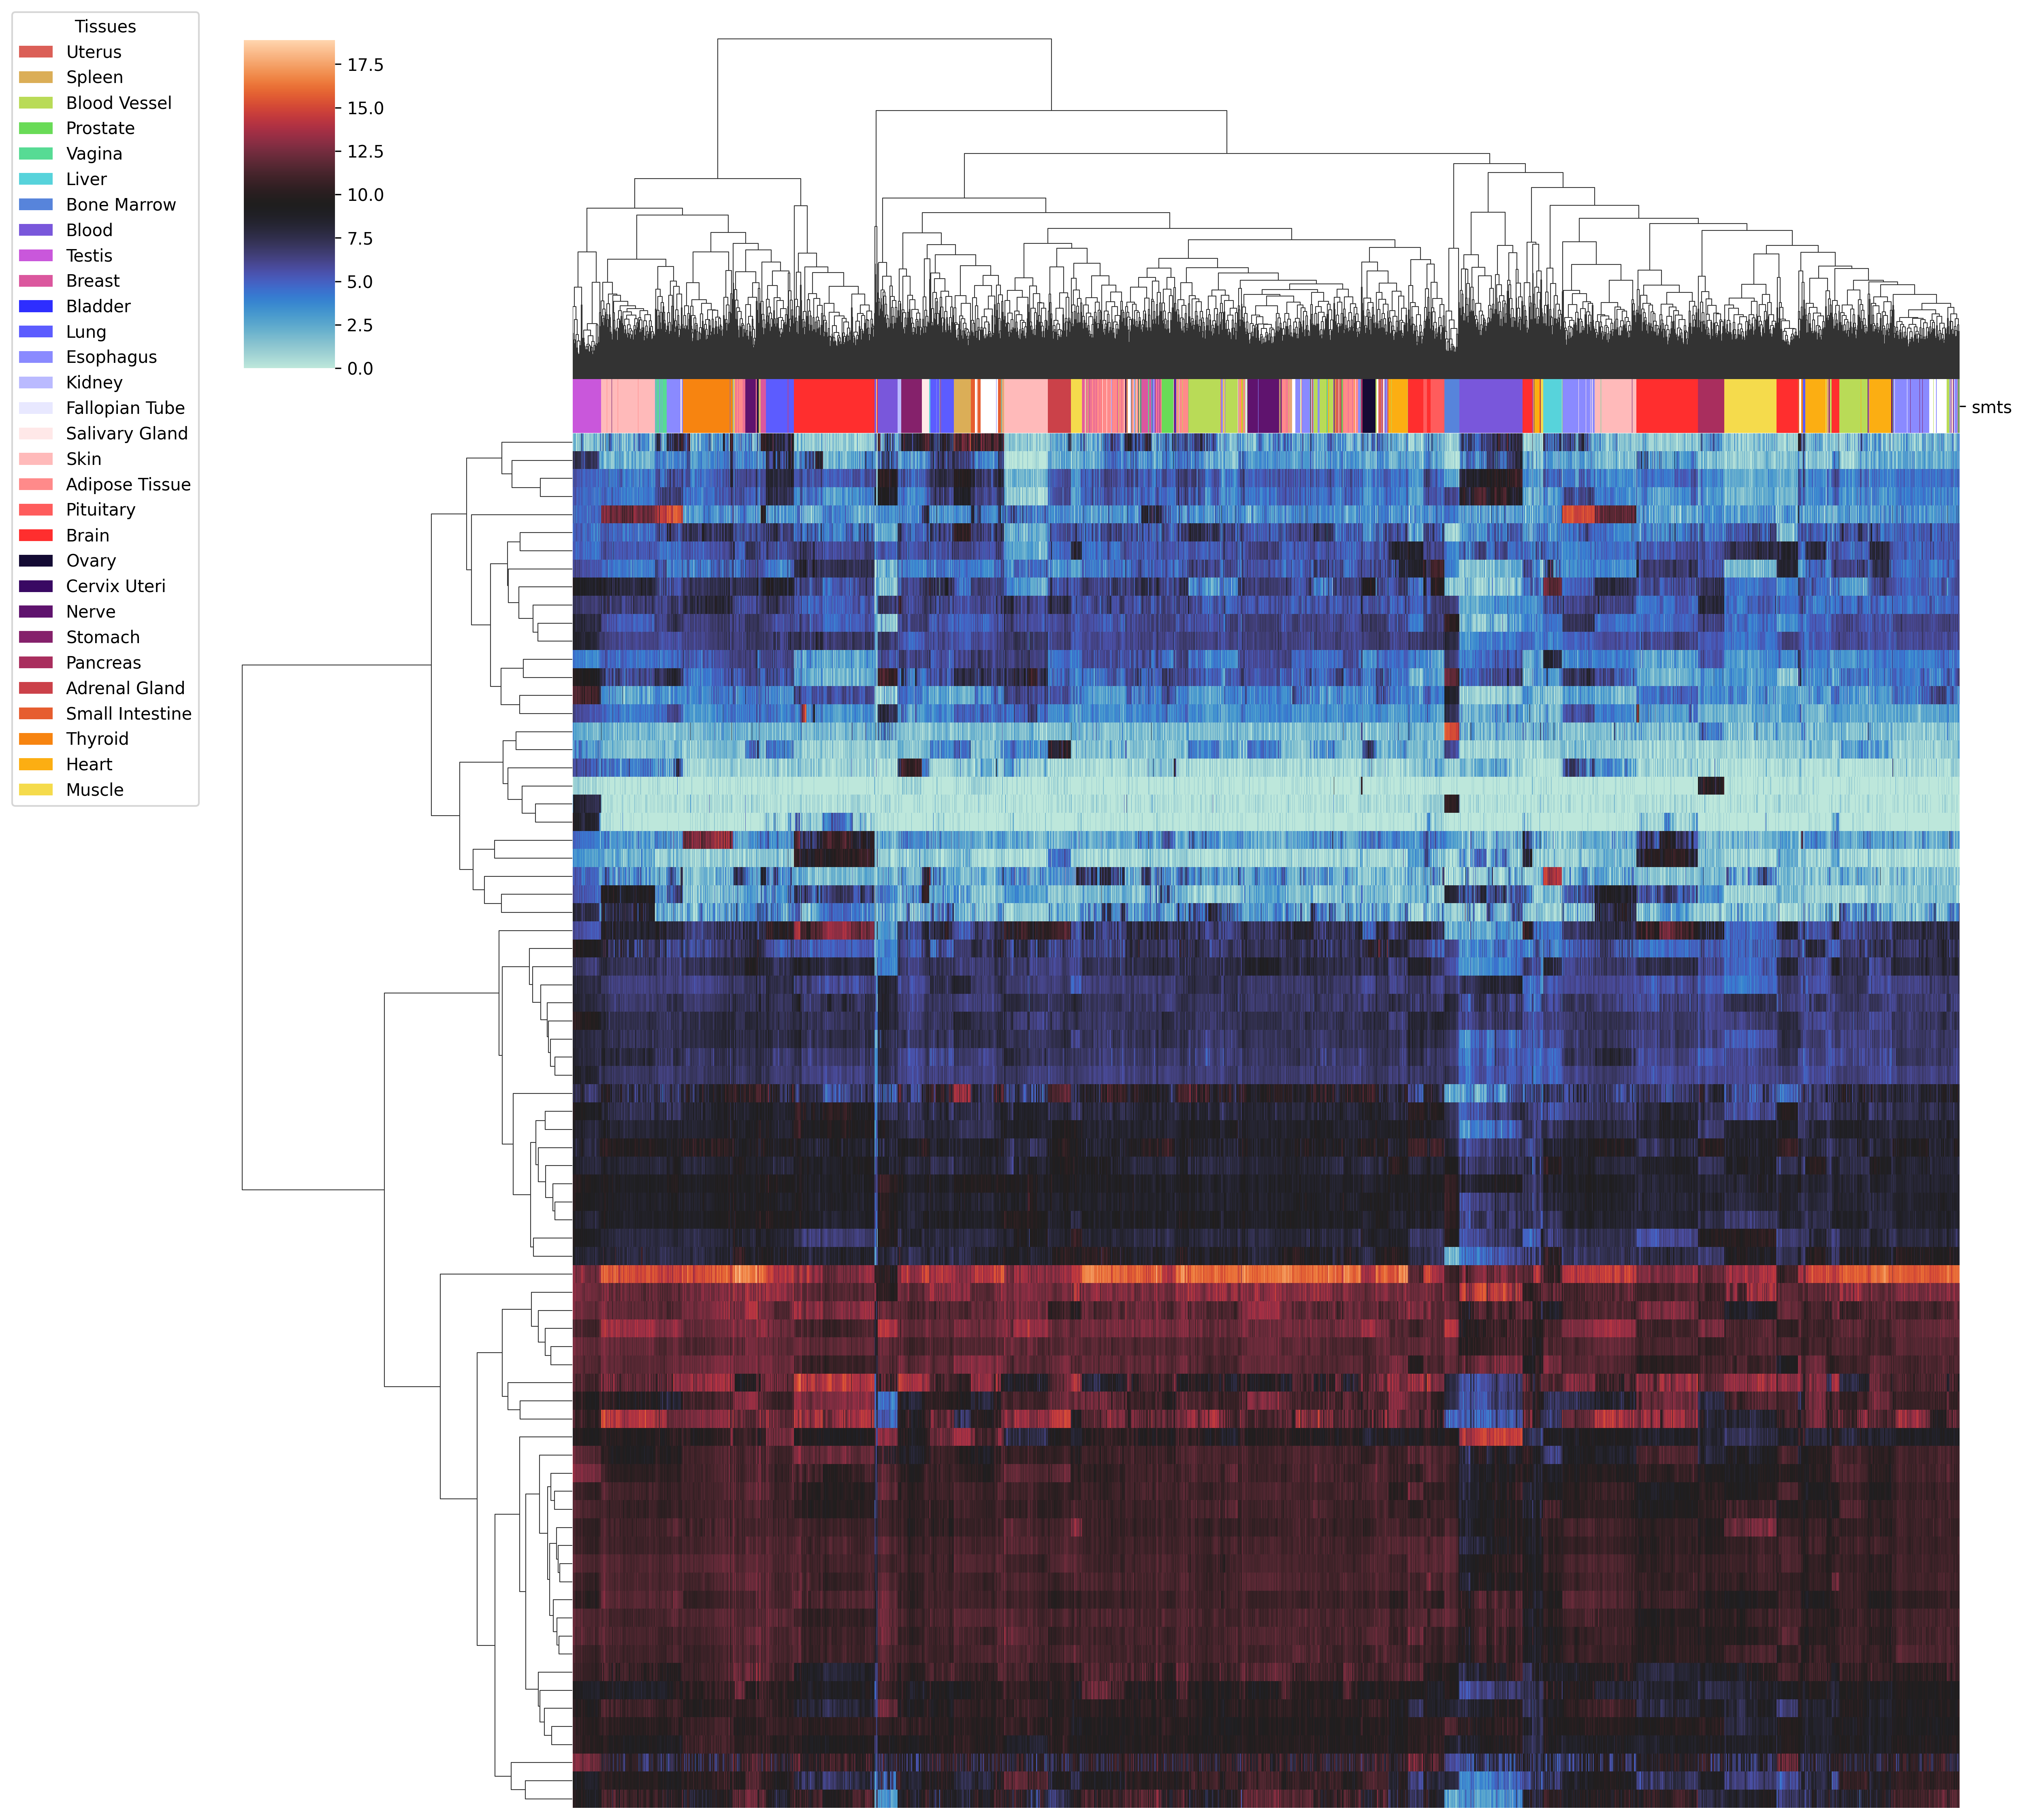 Tissues
Uterus
Spleen
Blood Vessel
Prostate
Vagina
Liver
Bone Marrow
Blood
Testis
Breast
Bladder
Lung
Esophagus
Kidney
Fallopian Tube
Salivary Gland
Skin
Adipose Tissue
Pituitary
Brain
Ovary
Cervix Uteri
Nerve
Stomach
Pancreas
Adrenal Gland
Small Intestine
Thyroid
Heart
Muscle
17.5
15.0
12.5
10.0
7.5
5.0
2.5
0.0
smts